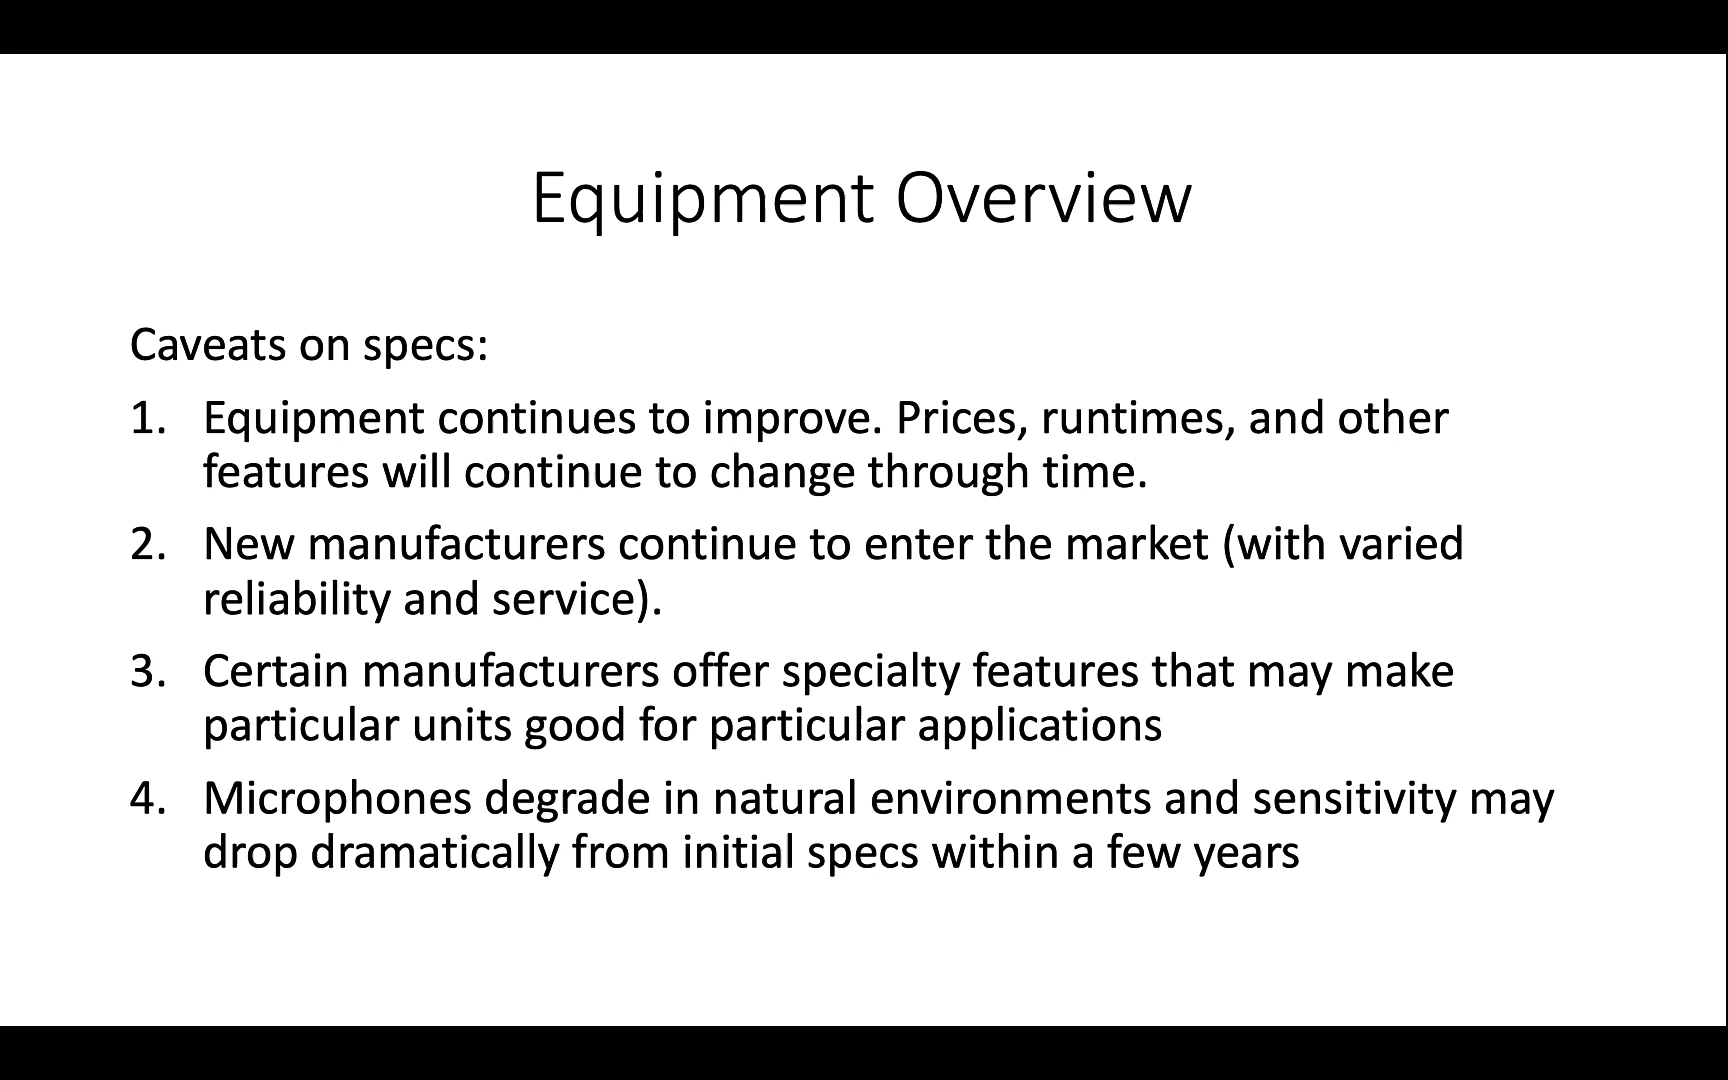 Equipment Overview
Caveats on specs:
1. Equipment continues to improve. Prices, runtimes, and other
features will continue to change through time.
2. New manufacturers continue to enter the market (with varied
reliability and service).
3. Certain manufacturers offer specialty features that may make
particular units good for particular applications
4. Microphones degrade in natural environments and sensitivity may
drop dramatically from initial specs within a few years